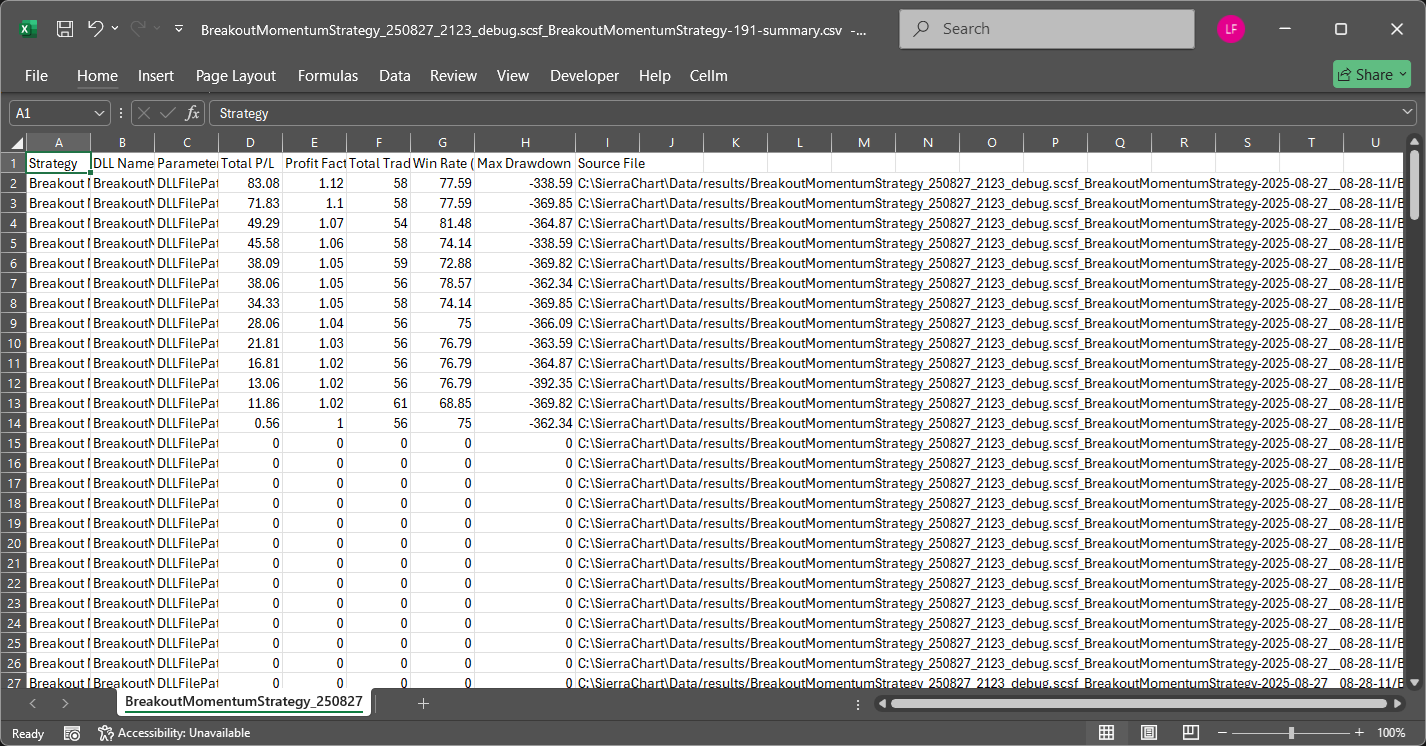 BreakoutMomentumStrategy_250827_2123_debug.scsf_BreakoutMomentumStrategy-191-summary.csv -... Search LF
File Home Insert Page Layout Formulas Data Review View Developer Help Cellm Share
A1 fx Strategy
A B C D E F G H I J K L M N O P Q R S T U
1 Strategy DLL Name Parameter Total P/L Profit Fact Total Trad Win Rate ( Max Drawdown Source File
2 Breakout M BreakoutM DLLFilePat 83.08 1.12 58 77.59 -338.59 C:\SierraChart\Data/results/BreakoutMomentumStrategy_250827_2123_debug.scsf_BreakoutMomentumStrategy-2025-08-27__08-28-11/B
3 Breakout M BreakoutM DLLFilePat 71.83 1.1 58 77.59 -369.85 C:\SierraChart\Data/results/BreakoutMomentumStrategy_250827_2123_debug.scsf_BreakoutMomentumStrategy-2025-08-27__08-28-11/B
4 Breakout M BreakoutM DLLFilePat 49.29 1.07 54 81.48 -364.87 C:\SierraChart\Data/results/BreakoutMomentumStrategy_250827_2123_debug.scsf_BreakoutMomentumStrategy-2025-08-27__08-28-11/B
5 Breakout M BreakoutM DLLFilePat 45.58 1.06 58 74.14 -338.59 C:\SierraChart\Data/results/BreakoutMomentumStrategy_250827_2123_debug.scsf_BreakoutMomentumStrategy-2025-08-27__08-28-11/B
6 Breakout M BreakoutM DLLFilePat 38.09 1.05 59 72.88 -369.82 C:\SierraChart\Data/results/BreakoutMomentumStrategy_250827_2123_debug.scsf_BreakoutMomentumStrategy-2025-08-27__08-28-11/B
7 Breakout M BreakoutM DLLFilePat 38.06 1.05 56 78.57 -362.34 C:\SierraChart\Data/results/BreakoutMomentumStrategy_250827_2123_debug.scsf_BreakoutMomentumStrategy-2025-08-27__08-28-11/B
8 Breakout M BreakoutM DLLFilePat 34.33 1.05 58 74.14 -369.85 C:\SierraChart\Data/results/BreakoutMomentumStrategy_250827_2123_debug.scsf_BreakoutMomentumStrategy-2025-08-27__08-28-11/B
9 Breakout M BreakoutM DLLFilePat 28.06 1.04 56 75 -366.09 C:\SierraChart\Data/results/BreakoutMomentumStrategy_250827_2123_debug.scsf_BreakoutMomentumStrategy-2025-08-27__08-28-11/B
10 Breakout M BreakoutM DLLFilePat 21.81 1.03 56 76.79 -363.59 C:\SierraChart\Data/results/BreakoutMomentumStrategy_250827_2123_debug.scsf_BreakoutMomentumStrategy-2025-08-27__08-28-11/B
11 Breakout M BreakoutM DLLFilePat 16.81 1.02 56 76.79 -364.87 C:\SierraChart\Data/results/BreakoutMomentumStrategy_250827_2123_debug.scsf_BreakoutMomentumStrategy-2025-08-27__08-28-11/B
12 Breakout M BreakoutM DLLFilePat 13.06 1.02 56 76.79 -392.35 C:\SierraChart\Data/results/BreakoutMomentumStrategy_250827_2123_debug.scsf_BreakoutMomentumStrategy-2025-08-27__08-28-11/B
13 Breakout M BreakoutM DLLFilePat 11.86 1.02 61 68.85 -369.82 C:\SierraChart\Data/results/BreakoutMomentumStrategy_250827_2123_debug.scsf_BreakoutMomentumStrategy-2025-08-27__08-28-11/B
14 Breakout M BreakoutM DLLFilePat 0.56 1 56 75 -362.34 C:\SierraChart\Data/results/BreakoutMomentumStrategy_250827_2123_debug.scsf_BreakoutMomentumStrategy-2025-08-27__08-28-11/B
15 Breakout M BreakoutM DLLFilePat 0 0 0 0 0 C:\SierraChart\Data/results/BreakoutMomentumStrategy_250827_2123_debug.scsf_BreakoutMomentumStrategy-2025-08-27__08-28-11/B
16 Breakout M BreakoutM DLLFilePat 0 0 0 0 0 C:\SierraChart\Data/results/BreakoutMomentumStrategy_250827_2123_debug.scsf_BreakoutMomentumStrategy-2025-08-27__08-28-11/B
17 Breakout M BreakoutM DLLFilePat 0 0 0 0 0 C:\SierraChart\Data/results/BreakoutMomentumStrategy_250827_2123_debug.scsf_BreakoutMomentumStrategy-2025-08-27__08-28-11/B
18 Breakout M BreakoutM DLLFilePat 0 0 0 0 0 C:\SierraChart\Data/results/BreakoutMomentumStrategy_250827_2123_debug.scsf_BreakoutMomentumStrategy-2025-08-27__08-28-11/B
19 Breakout M BreakoutM DLLFilePat 0 0 0 0 0 C:\SierraChart\Data/results/BreakoutMomentumStrategy_250827_2123_debug.scsf_BreakoutMomentumStrategy-2025-08-27__08-28-11/B
20 Breakout M BreakoutM DLLFilePat 0 0 0 0 0 C:\SierraChart\Data/results/BreakoutMomentumStrategy_250827_2123_debug.scsf_BreakoutMomentumStrategy-2025-08-27__08-28-11/B
21 Breakout M BreakoutM DLLFilePat 0 0 0 0 0 C:\SierraChart\Data/results/BreakoutMomentumStrategy_250827_2123_debug.scsf_BreakoutMomentumStrategy-2025-08-27__08-28-11/B
22 Breakout M BreakoutM DLLFilePat 0 0 0 0 0 C:\SierraChart\Data/results/BreakoutMomentumStrategy_250827_2123_debug.scsf_BreakoutMomentumStrategy-2025-08-27__08-28-11/B
23 Breakout M BreakoutM DLLFilePat 0 0 0 0 0 C:\SierraChart\Data/results/BreakoutMomentumStrategy_250827_2123_debug.scsf_BreakoutMomentumStrategy-2025-08-27__08-28-11/B
24 Breakout M BreakoutM DLLFilePat 0 0 0 0 0 C:\SierraChart\Data/results/BreakoutMomentumStrategy_250827_2123_debug.scsf_BreakoutMomentumStrategy-2025-08-27__08-28-11/B
25 Breakout M BreakoutM DLLFilePat 0 0 0 0 0 C:\SierraChart\Data/results/BreakoutMomentumStrategy_250827_2123_debug.scsf_BreakoutMomentumStrategy-2025-08-27__08-28-11/B
26 Breakout M BreakoutM DLLFilePat 0 0 0 0 0 C:\SierraChart\Data/results/BreakoutMomentumStrategy_250827_2123_debug.scsf_BreakoutMomentumStrategy-2025-08-27__08-28-11/B
27 Breakout M BreakoutM DLLFilePat 0 0 0 0 0 C:\SierraChart\Data/results/BreakoutMomentumStrategy_250827_2123_debug.scsf_BreakoutMomentumStrategy-2025-08-27__08-28-11/B
BreakoutMomentumStrategy_250827
Ready Accessibility: Unavailable 100%